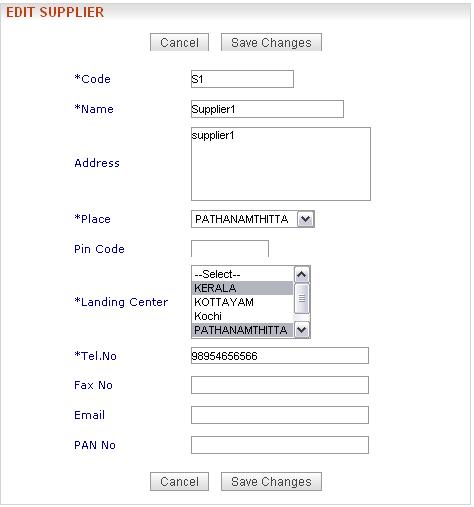 EDIT SUPPLIER
Cancel Save Changes
*Code S1
*Name Supplier1
Address supplier1
*Place PATHANAMTHITTA
Pin Code
*Landing Center --Select--
KERALA
KOTTAYAM
Kochi
PATHANAMTHITTA
*Tel.No 98954656566
Fax No
Email
PAN No
Cancel Save Changes